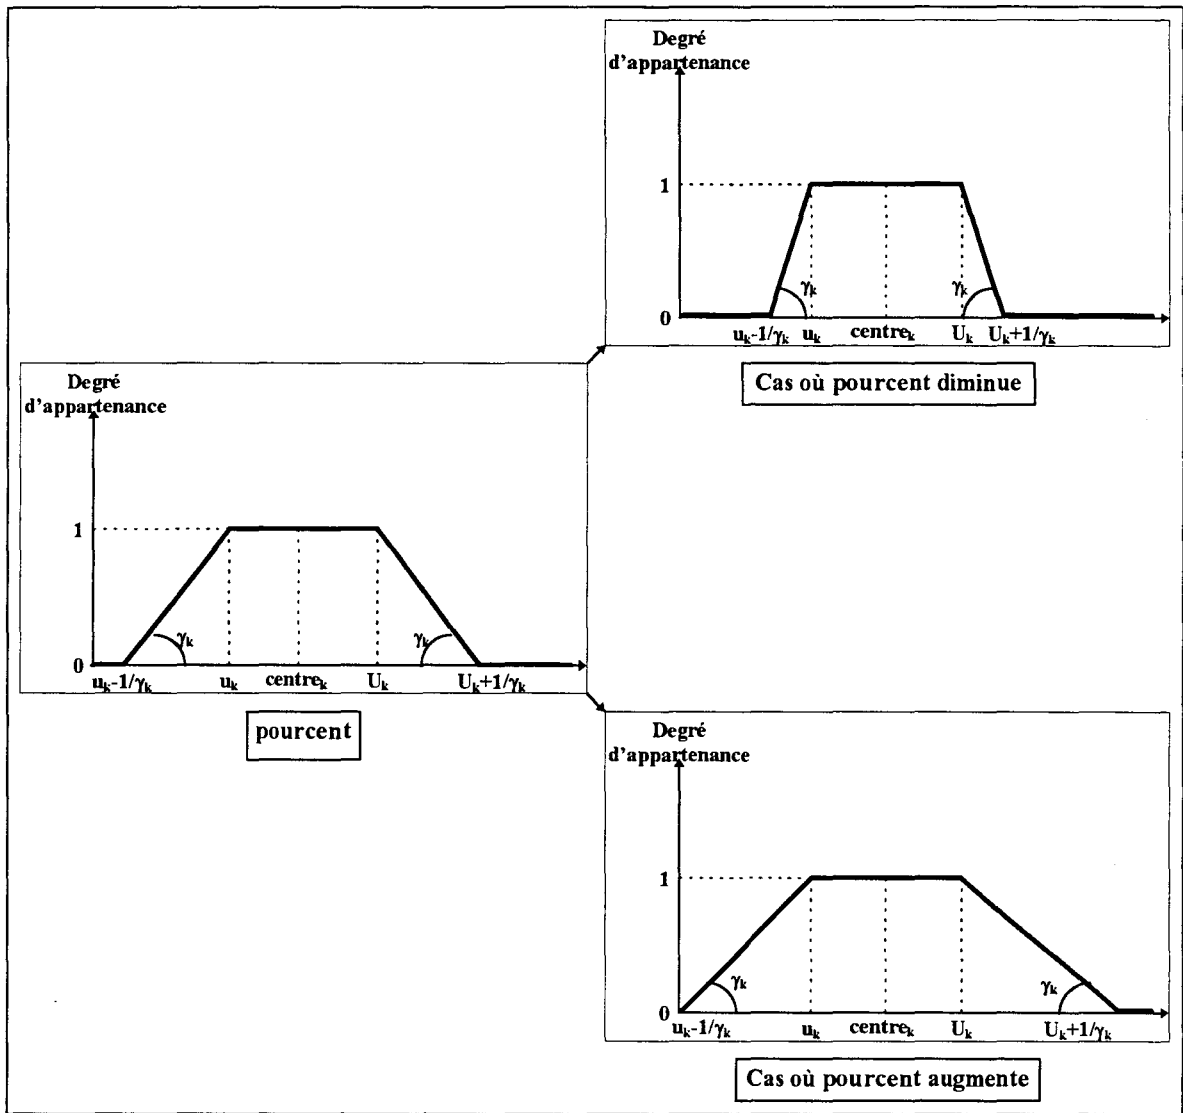 Degré
d'appartenance
1
γk
γk
0
uk-1/γk uk centrek Uk Uk+1/γk
Cas où pourcent diminue
Degré
d'appartenance
1
γk
γk
0
uk-1/γk uk centrek Uk Uk+1/γk
pourcent
Degré
d'appartenance
1
γk
γk
0
uk-1/γk uk centrek Uk Uk+1/γk
Cas où pourcent augmente